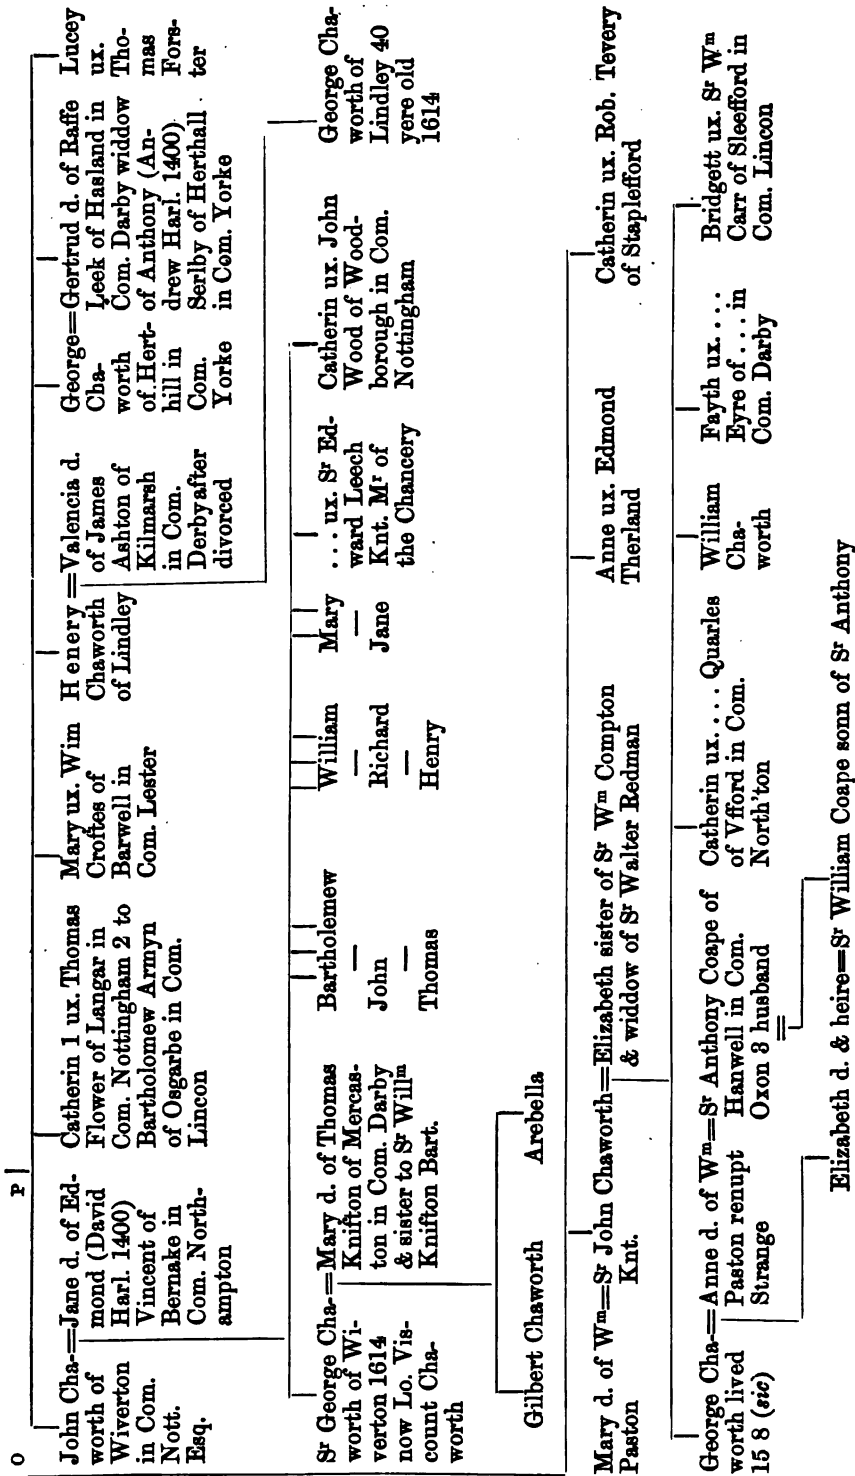 O
P
John Cha-
worth of
Wiverton
in Com.
Nott.
Esq.
=Jane d. of Ed-
mond (David
Harl. 1400)
Vincent of
Bernake in
Com. North-
ampton
Catherin 1 ux. Thomas
Flower of Langar in
Com. Nottingham 2 to
Bartholomew Armyn
of Osgarbe in Com.
Lincon
Mary ux. Wim
Croftes of
Barwell in
Com. Lester
Henery
Chaworth
of Lindley
=Valencia d.
of James
Ashton of
Kilmarsh
in Com.
Derby after
divorced
George
Cha-
worth
of Hert-
hill in
Com.
Yorke
=Gertrud d. of Raffe
Leek of Hasland in
Com. Darby widdow
of Anthony (An-
drew Harl. 1400)
Serlby of Herthall
in Com. Yorke
Lucey
ux.
Tho-
mas
Fors-
ter
Sr George Cha-
worth of Wi-
verton 1614
now Lo. Vis-
count Cha-
worth
=Mary d. of Thomas
Knifton of Mercas-
ton in Com. Darby
& sister to Sr Willm
Knifton Bart.
Bartholemew
—
John
—
Thomas
William
—
Richard
—
Henry
Mary
—
Jane
... ux. Sr Ed-
ward Leech
Knt. Mr of
the Chancery
Catherin ux. John
Wood of Wood-
borough in Com.
Nottingham
George Cha-
worth of
Lindley 40
yere old
1614
Gilbert Chaworth
Arebella
Mary d. of Wm
Paston
=Sr John Chaworth
Knt.
=Elizabeth sister of Sr Wm Compton
& widdow of Sr Walter Redman
Anne ux. Edmond
Therland
Catherin ux. Rob. Tevery
of Staplefford
George Cha-
worth lived
15 8 (sic)
=Anne d. of Wm
Paston renupt
Strange
=Sr Anthony Coape of
Hanwell in Com.
Oxon 3 husband
Catherin ux.... Quarles
of Vfford in Com.
North'ton
William
Cha-
worth
Fayth ux....
Eyre of... in
Com. Darby
Bridgett ux. Sr Wm
Carr of Sleefford in
Com. Lincon
Elizabeth d. & heire=Sr William Coape sonn of Sr Anthony